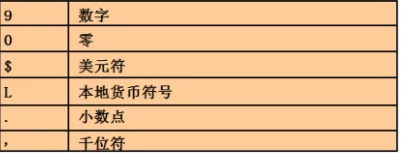 9 数字
0 零
$ 美元符
L 本地货币符号
. 小数点
, 千位符